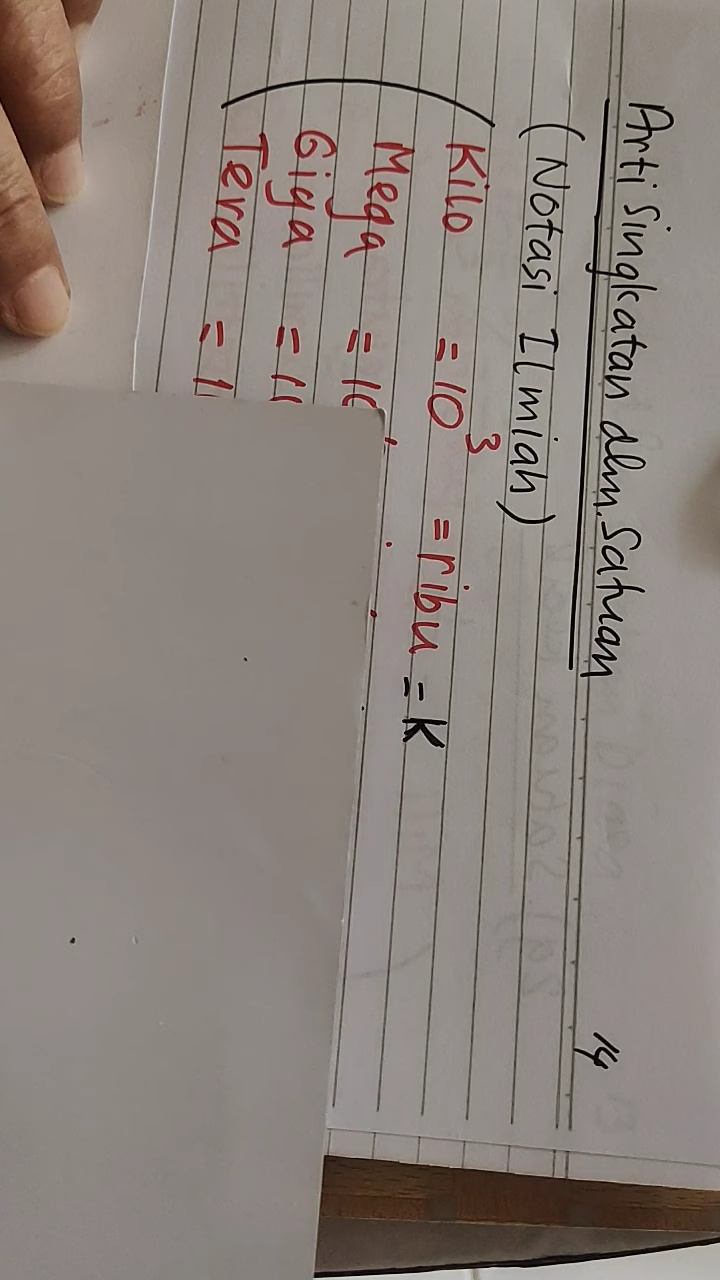 Arti Singkatan dlm. Satuan
(Notasi Ilmiah)
14
Kilo = 10³ = ribu = K
Mega =
Giga =
Tera =